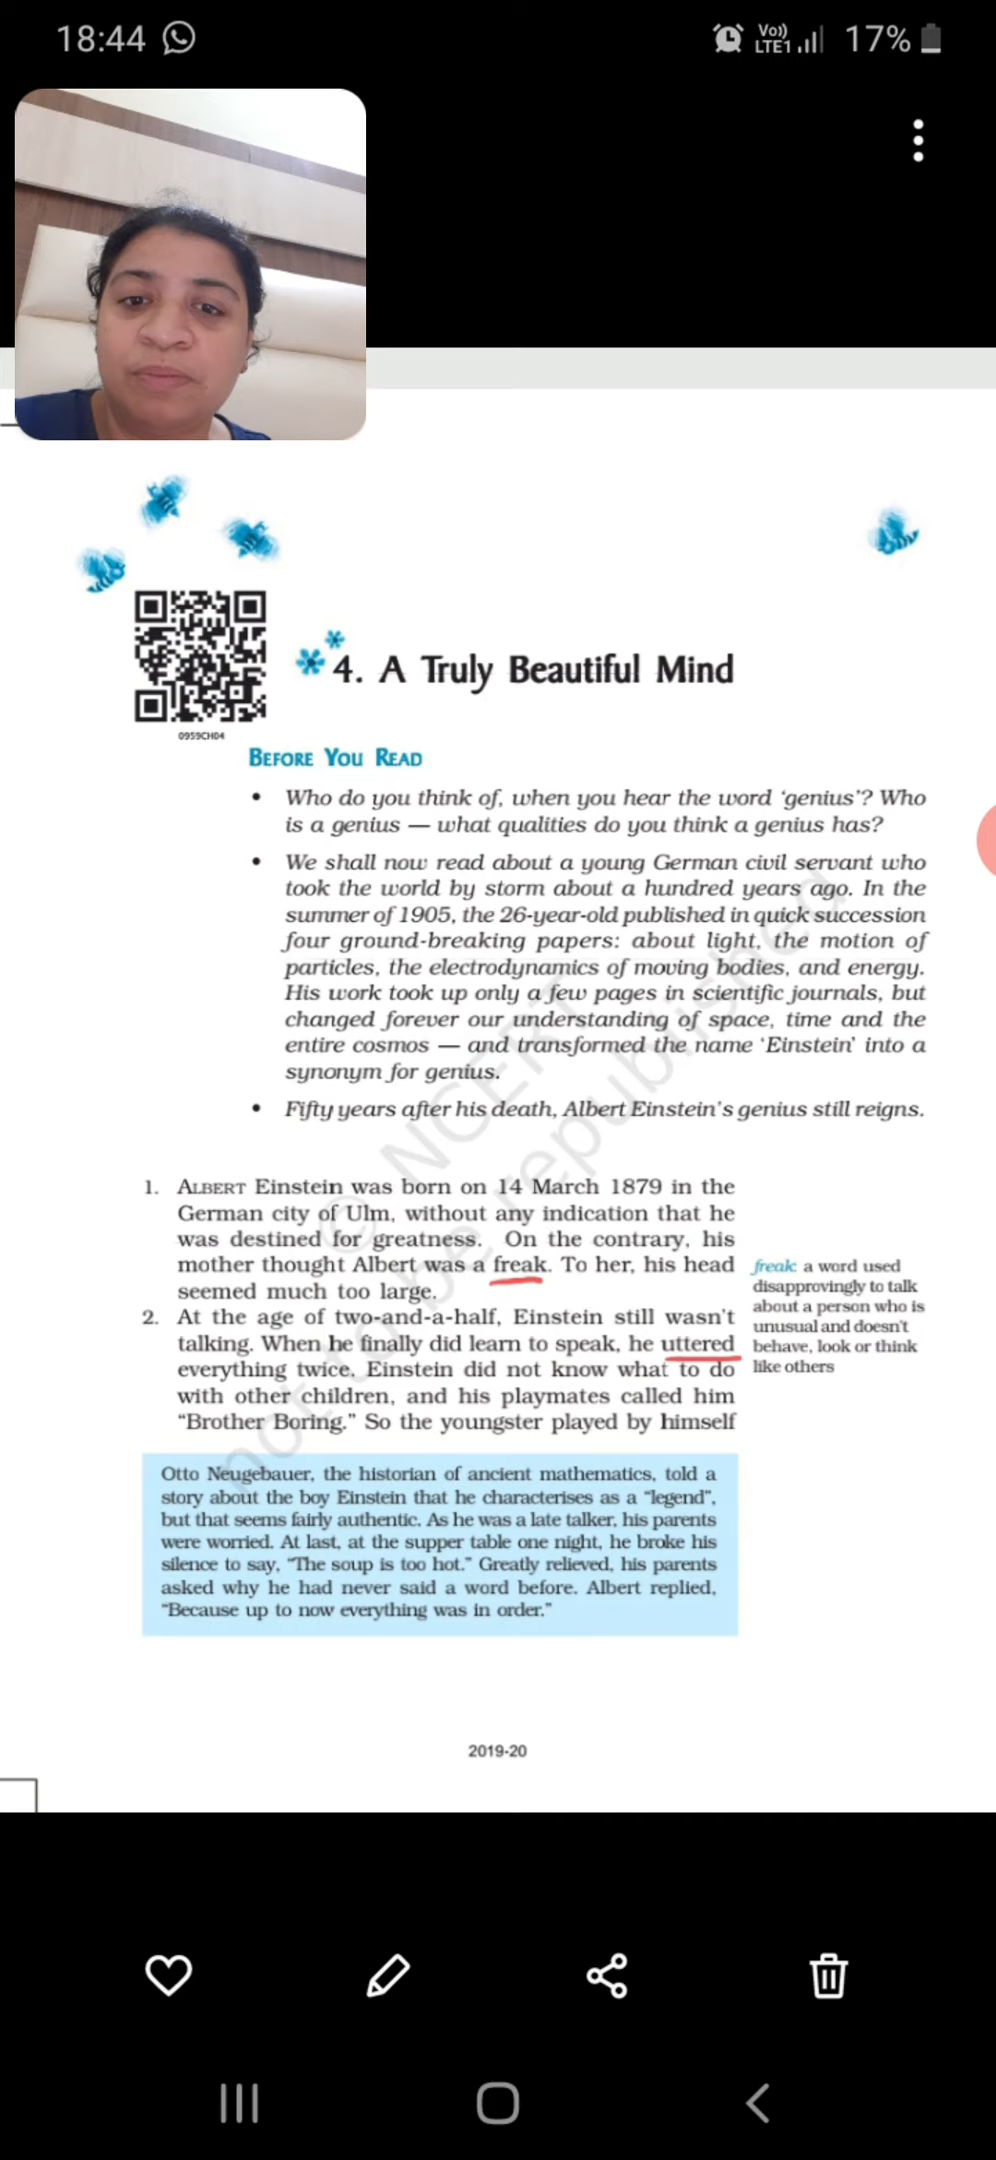 18:44
Vo)) LTE1 17%
0959CH04
4. A Truly Beautiful Mind
BEFORE YOU READ
• Who do you think of, when you hear the word ‘genius’? Who
is a genius — what qualities do you think a genius has?
• We shall now read about a young German civil servant who
took the world by storm about a hundred years ago. In the
summer of 1905, the 26-year-old published in quick succession
four ground-breaking papers: about light, the motion of
particles, the electrodynamics of moving bodies, and energy.
His work took up only a few pages in scientific journals, but
changed forever our understanding of space, time and the
entire cosmos — and transformed the name ‘Einstein’ into a
synonym for genius.
• Fifty years after his death, Albert Einstein’s genius still reigns.
1. ALBERT Einstein was born on 14 March 1879 in the
German city of Ulm, without any indication that he
was destined for greatness. On the contrary, his
mother thought Albert was a freak. To her, his head
seemed much too large.
freak: a word used
disapprovingly to talk
about a person who is
unusual and doesn't
behave, look or think
like others
2. At the age of two-and-a-half, Einstein still wasn’t
talking. When he finally did learn to speak, he uttered
everything twice. Einstein did not know what to do
with other children, and his playmates called him
“Brother Boring.” So the youngster played by himself
Otto Neugebauer, the historian of ancient mathematics, told a
story about the boy Einstein that he characterises as a “legend”,
but that seems fairly authentic. As he was a late talker, his parents
were worried. At last, at the supper table one night, he broke his
silence to say, “The soup is too hot.” Greatly relieved, his parents
asked why he had never said a word before. Albert replied,
“Because up to now everything was in order.”
© NCERT
not to be republished
2019-20